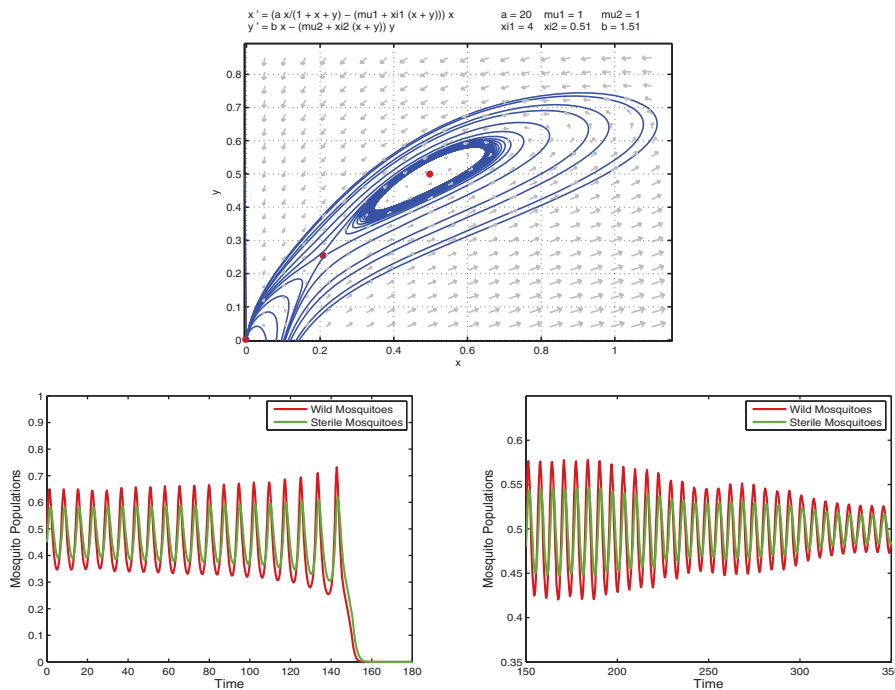 x ' = (a x/(1 + x + y) − (mu1 + xi1 (x + y))) x
y ' = b x − (mu2 + xi2 (x + y)) y
a = 20 mu1 = 1 mu2 = 1
xi1 = 4 xi2 = 0.51 b = 1.51
0.8
0.7
0.6
0.5
0.4
0.3
0.2
0.1
0
y
0 0.2 0.4 0.6 0.8 1
x
Wild Mosquitoes
Sterile Mosquitoes
1
0.9
0.8
0.7
0.6
0.5
0.4
0.3
0.2
0.1
0
Mosquito Populations
0 20 40 60 80 100 120 140 160 180
Time
Wild Mosquitoes
Sterile Mosquitoes
0.6
0.55
0.5
0.45
0.4
0.35
Mosquito Populations
150 200 250 300 350
Time